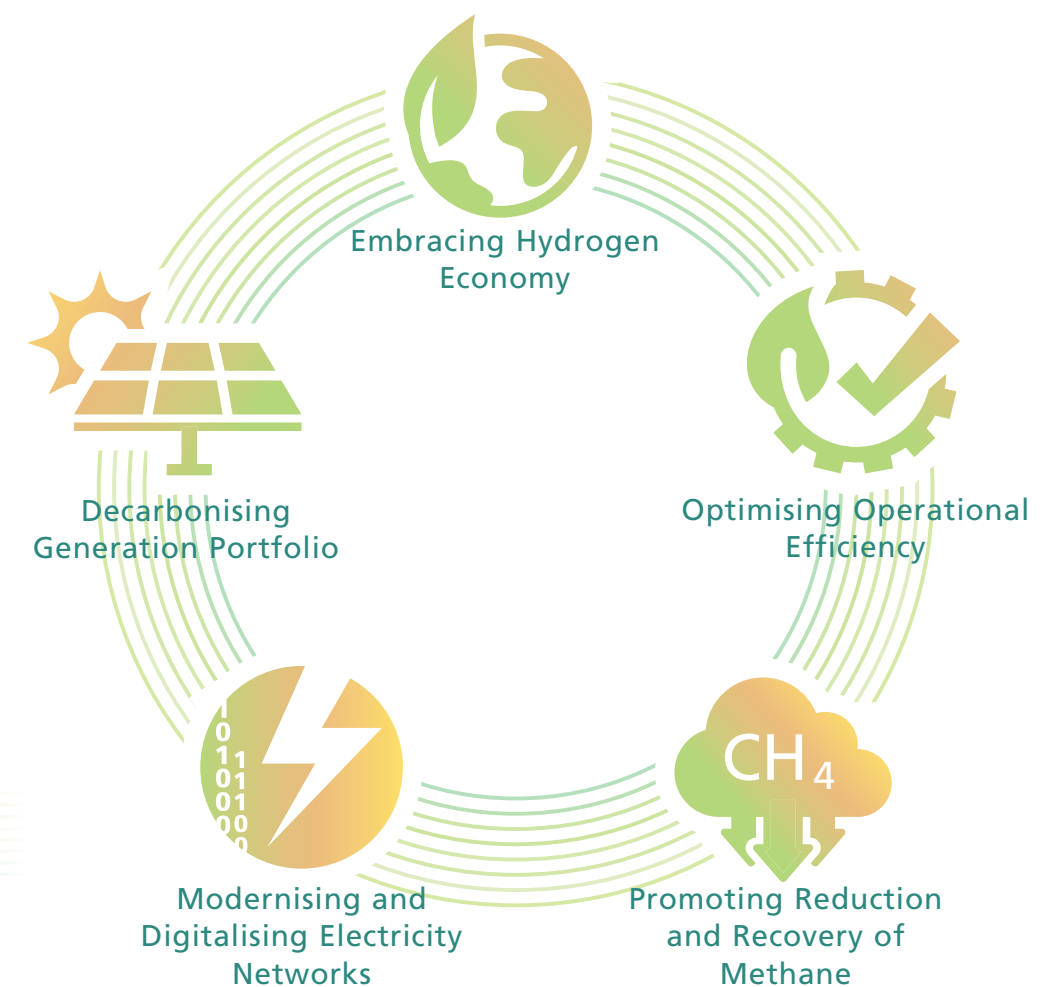 Embracing Hydrogen
Economy
Optimising Operational
Efficiency
Decarbonising
Generation Portfolio
CH4
Promoting Reduction
and Recovery of
Methane
Modernising and
Digitalising Electricity
Networks